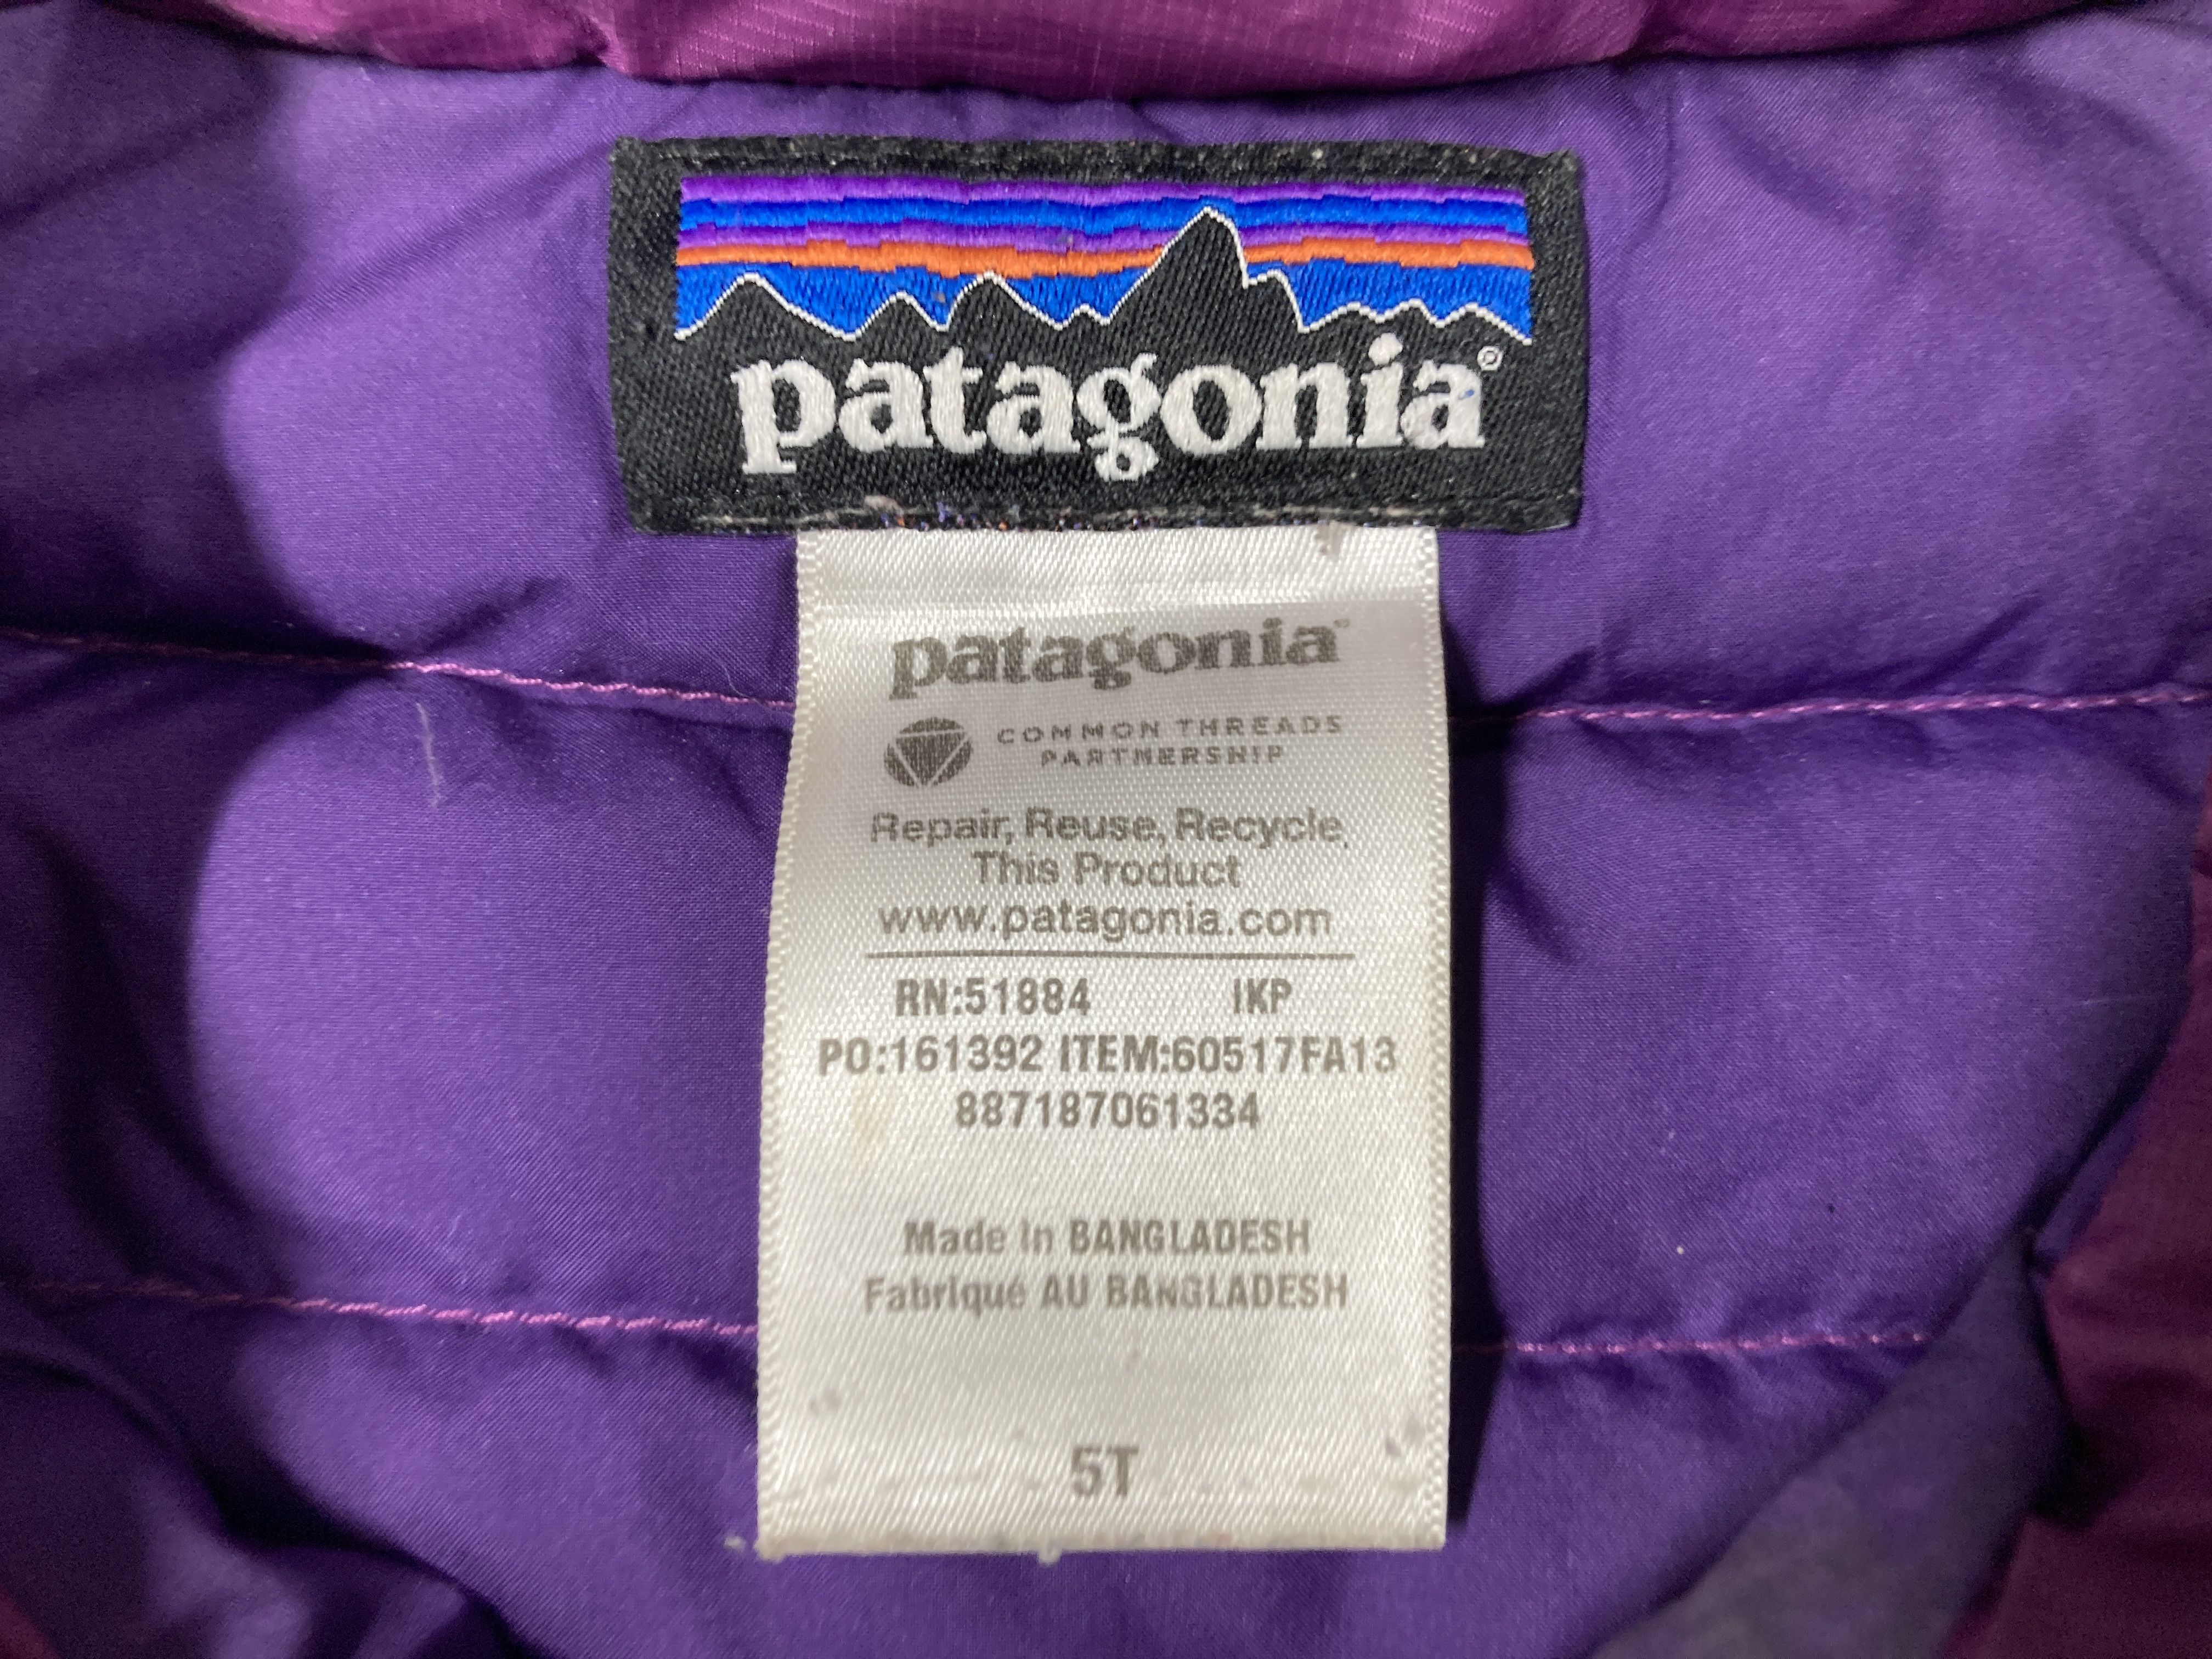 patagonia®
patagonia™
COMMON THREADS
PARTNERSHIP
Repair, Reuse, Recycle,
This Product
www.patagonia.com
RN:51884 IKP
PO:161392 ITEM:60517FA13
887187061334
Made in BANGLADESH
Fabriqué AU BANGLADESH
5T